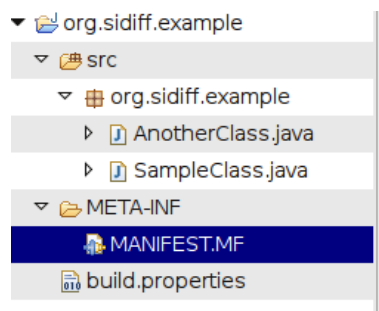 org.sidiff.example
src
org.sidiff.example
AnotherClass.java
SampleClass.java
META-INF
MANIFEST.MF
build.properties